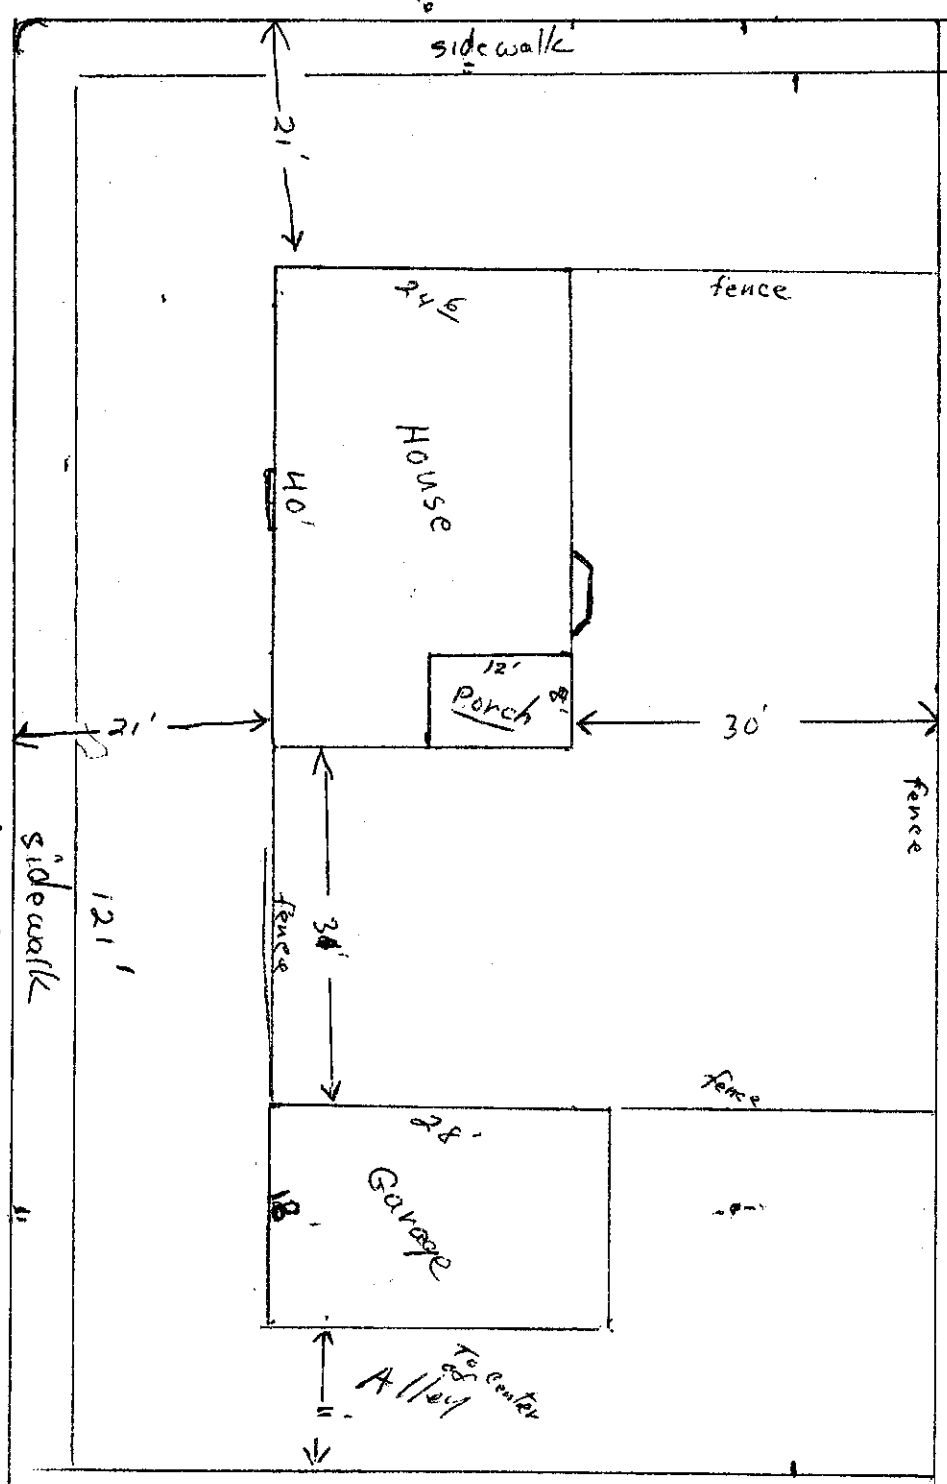 sidewalk
21'
24 6
fence
House
40'
12'
Porch
8'
21'
30'
fence
sidewalk
121'
fence
fence
28'
Garage
18'
Alley
To center
of
11'